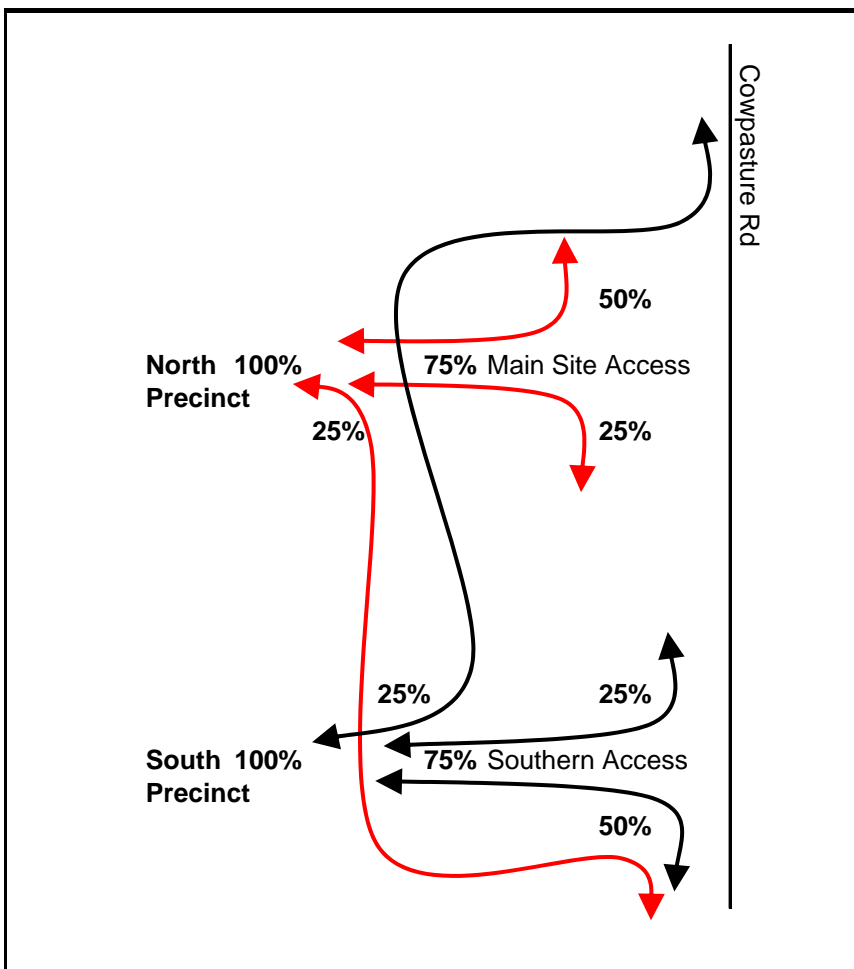 Cowpasture Rd
50%
North 100%
75% Main Site Access
Precinct
25%
25%
25%
25%
South 100%
75% Southern Access
Precinct
50%